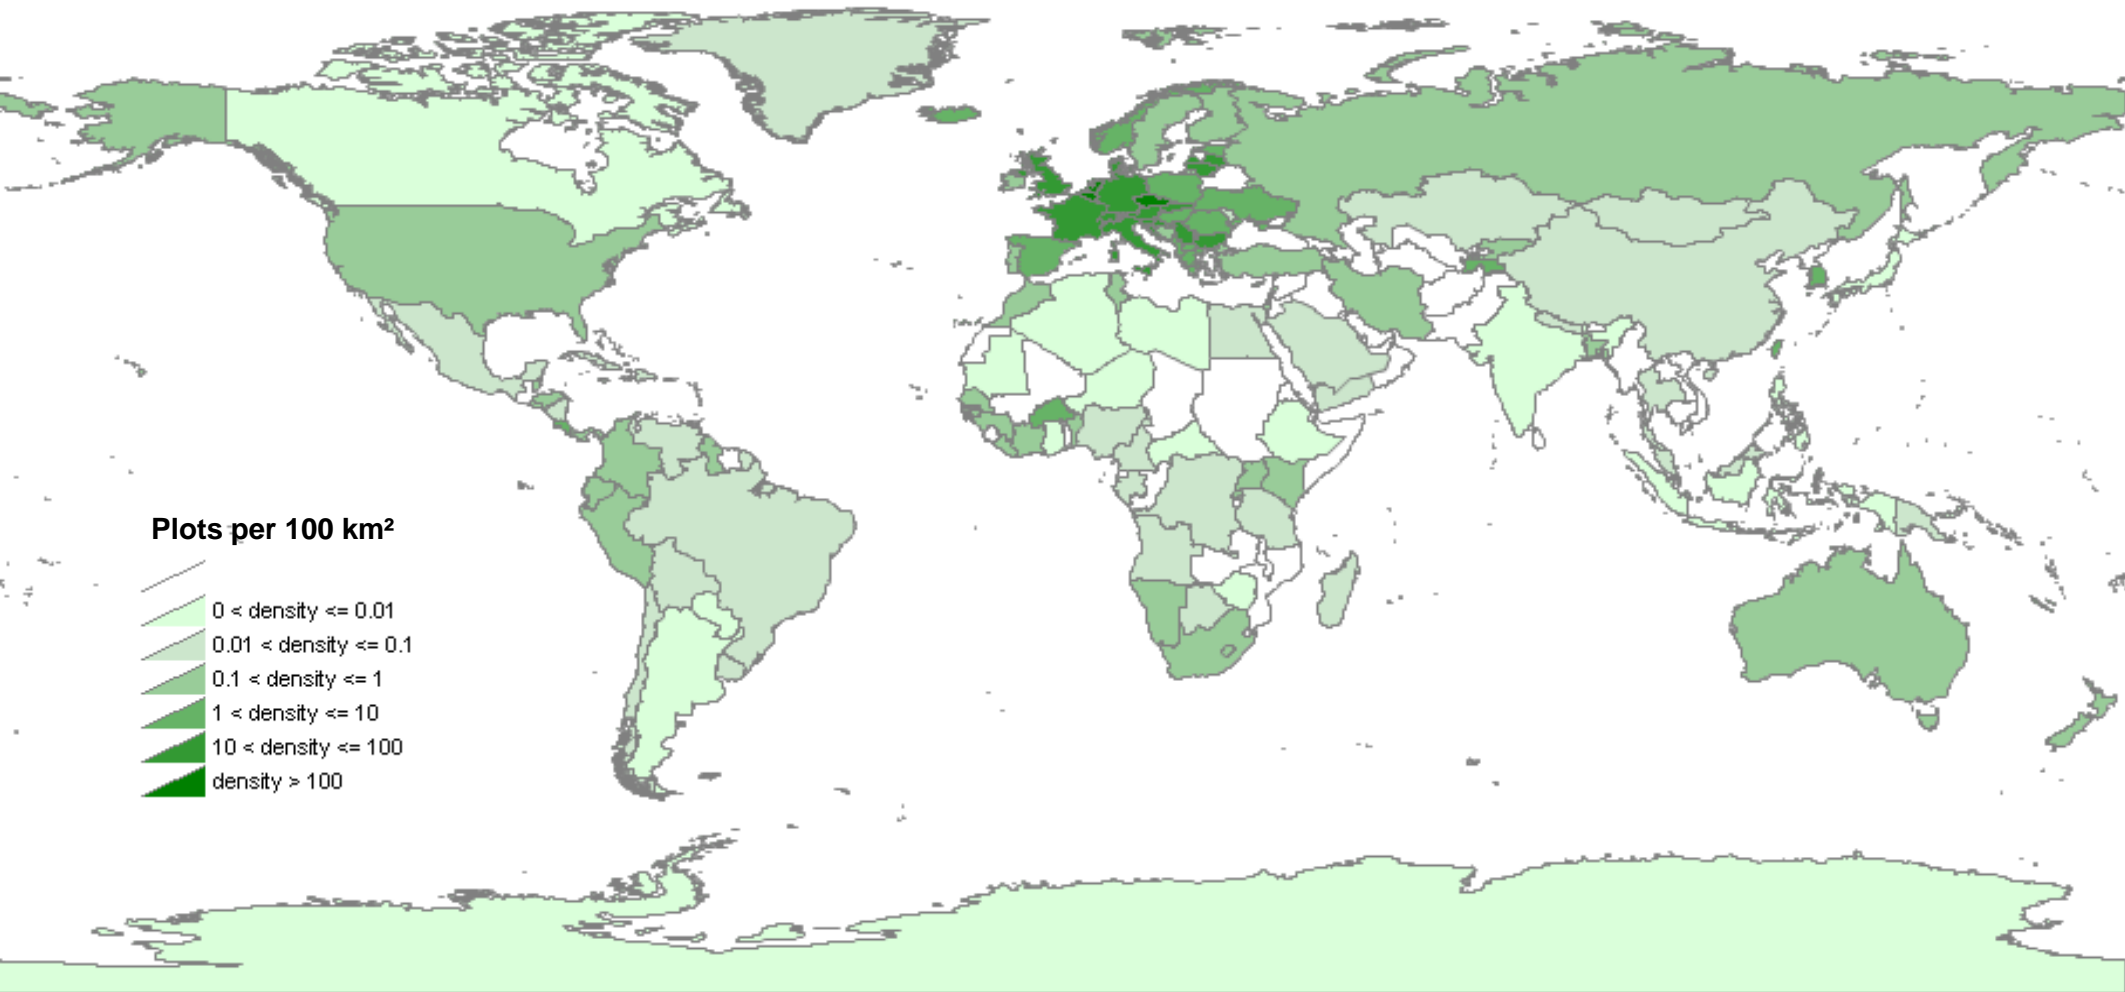 Plots per 100 km²
0 < density <= 0.01
0.01 < density <= 0.1
0.1 < density <= 1
1 < density <= 10
10 < density <= 100
density > 100